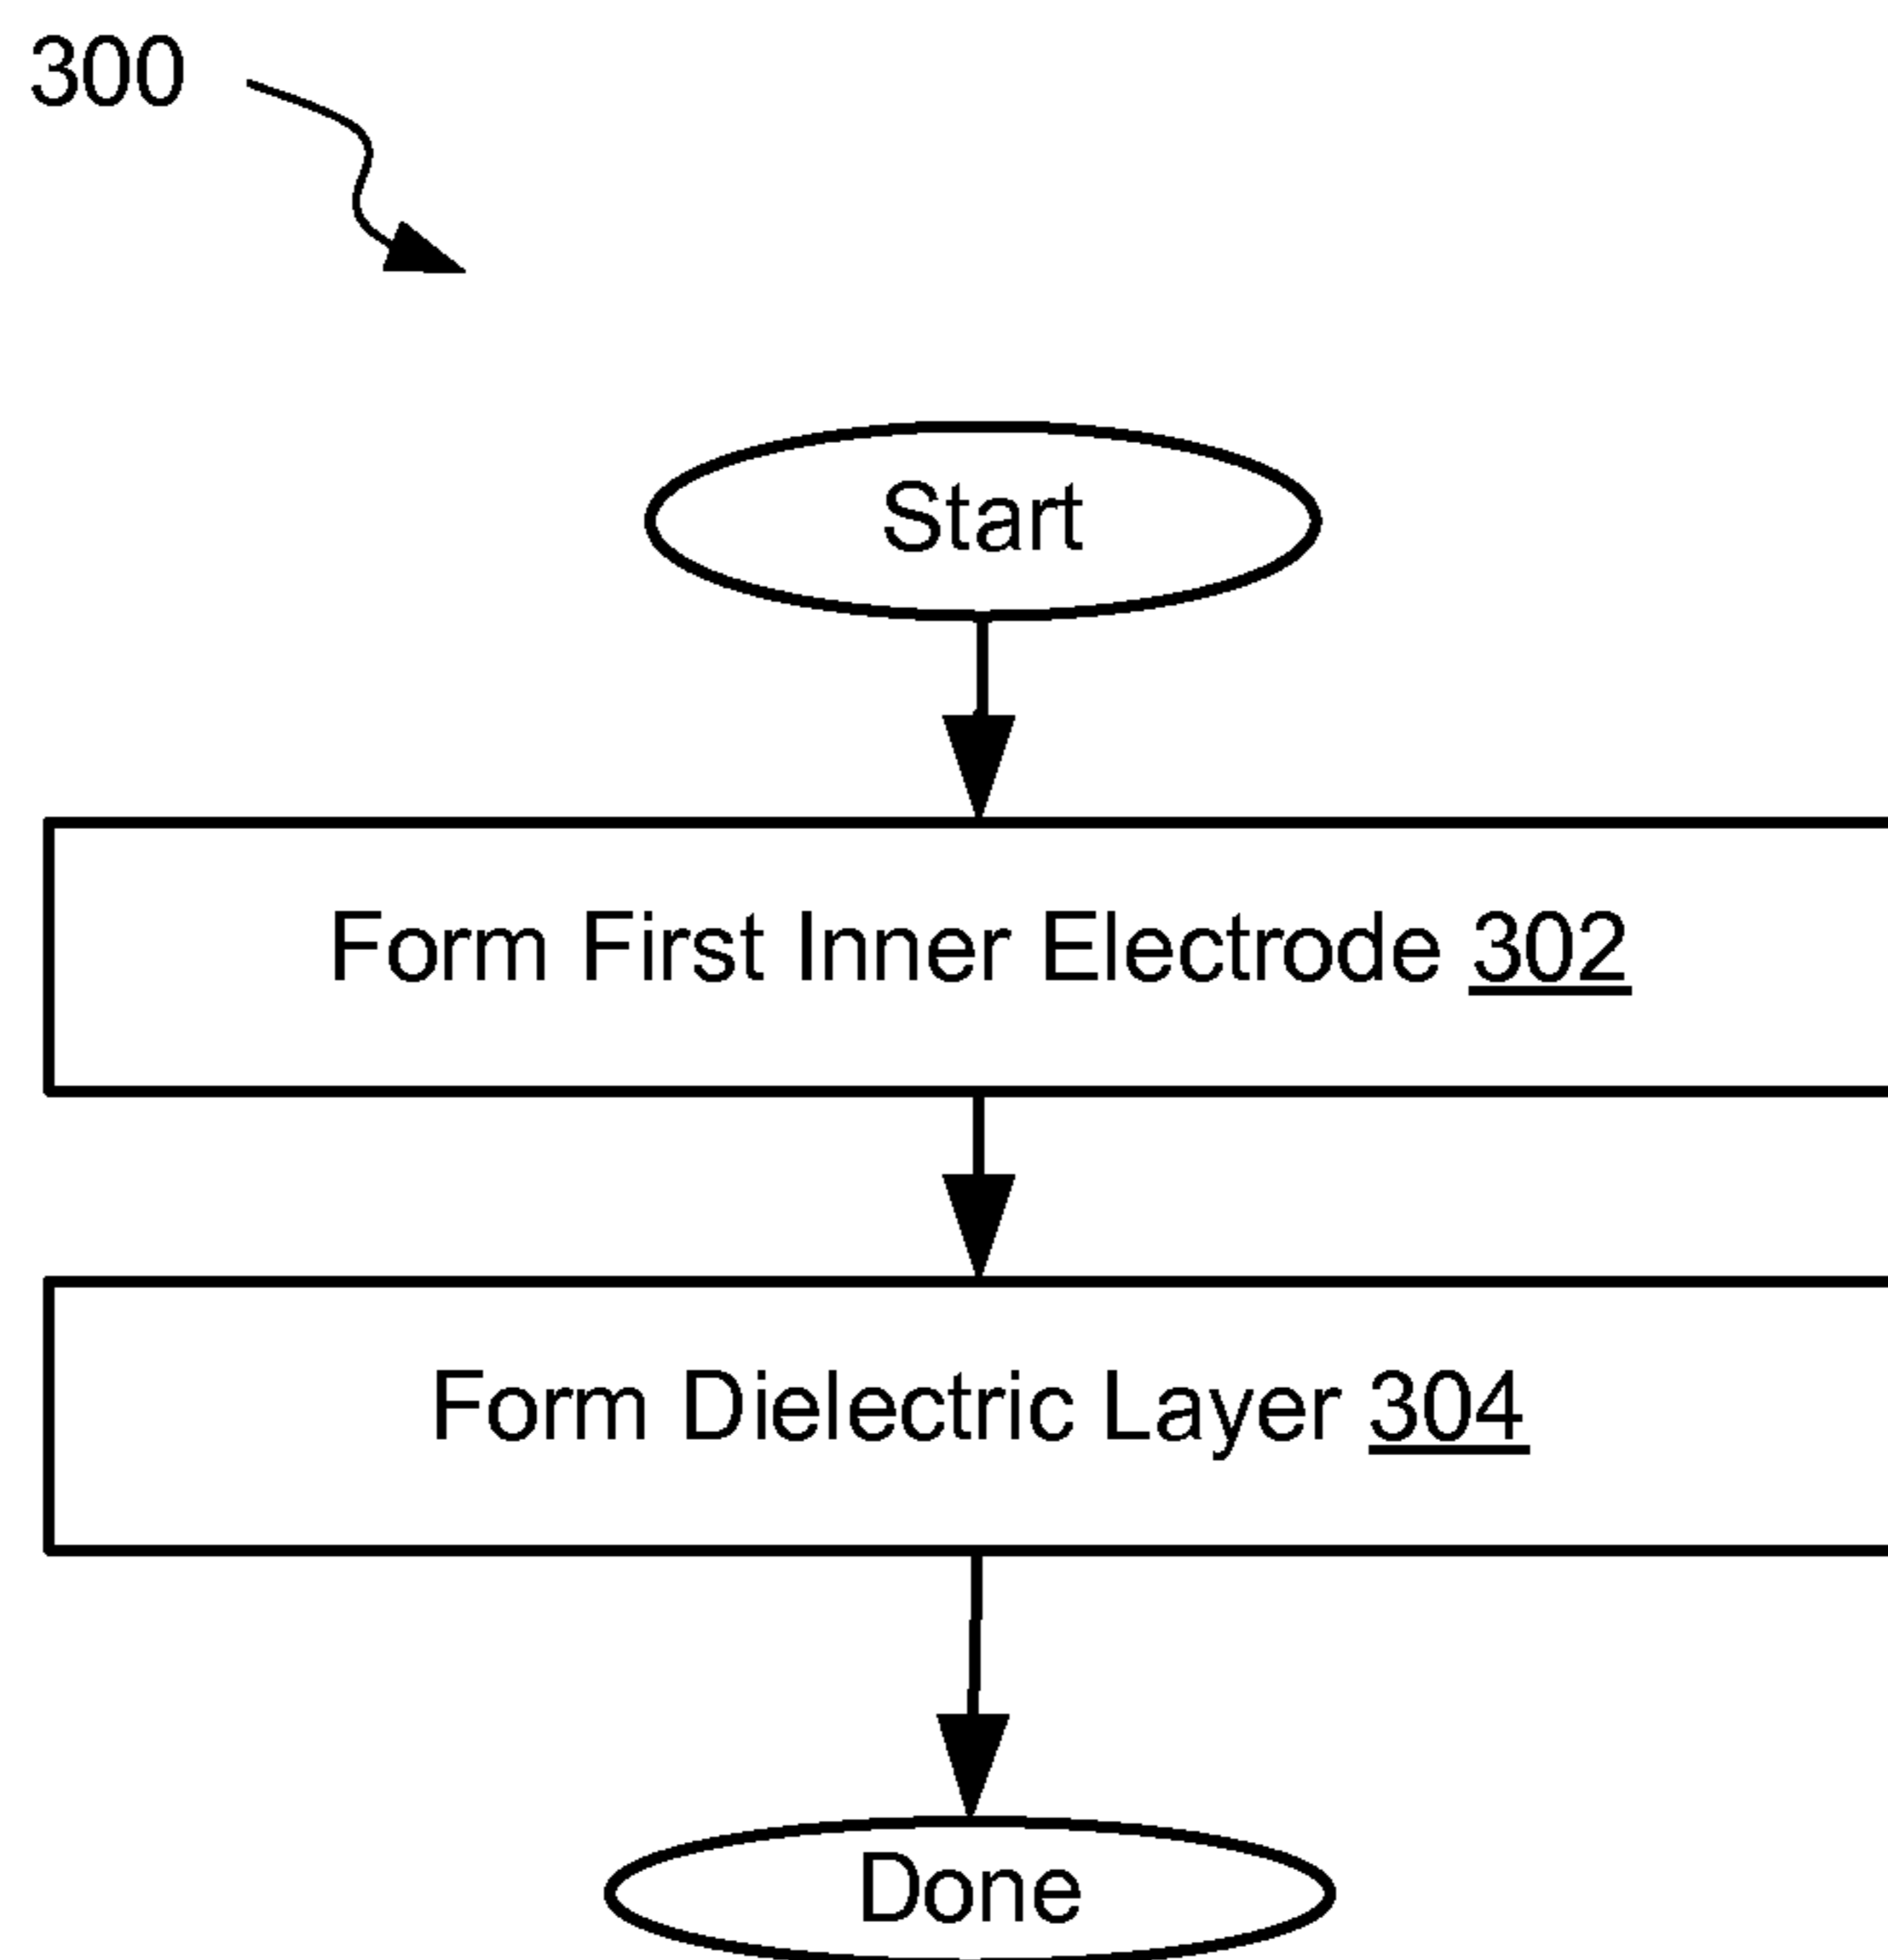 300
Start
Form First Inner Electrode 302
Form Dielectric Layer 304
Done